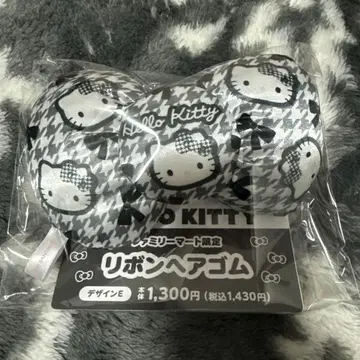 Hello Kitty
O KITTY
ファミリーマート限定
リボンヘアゴム
デザインE 本体 1,300円 (税込1,430円)